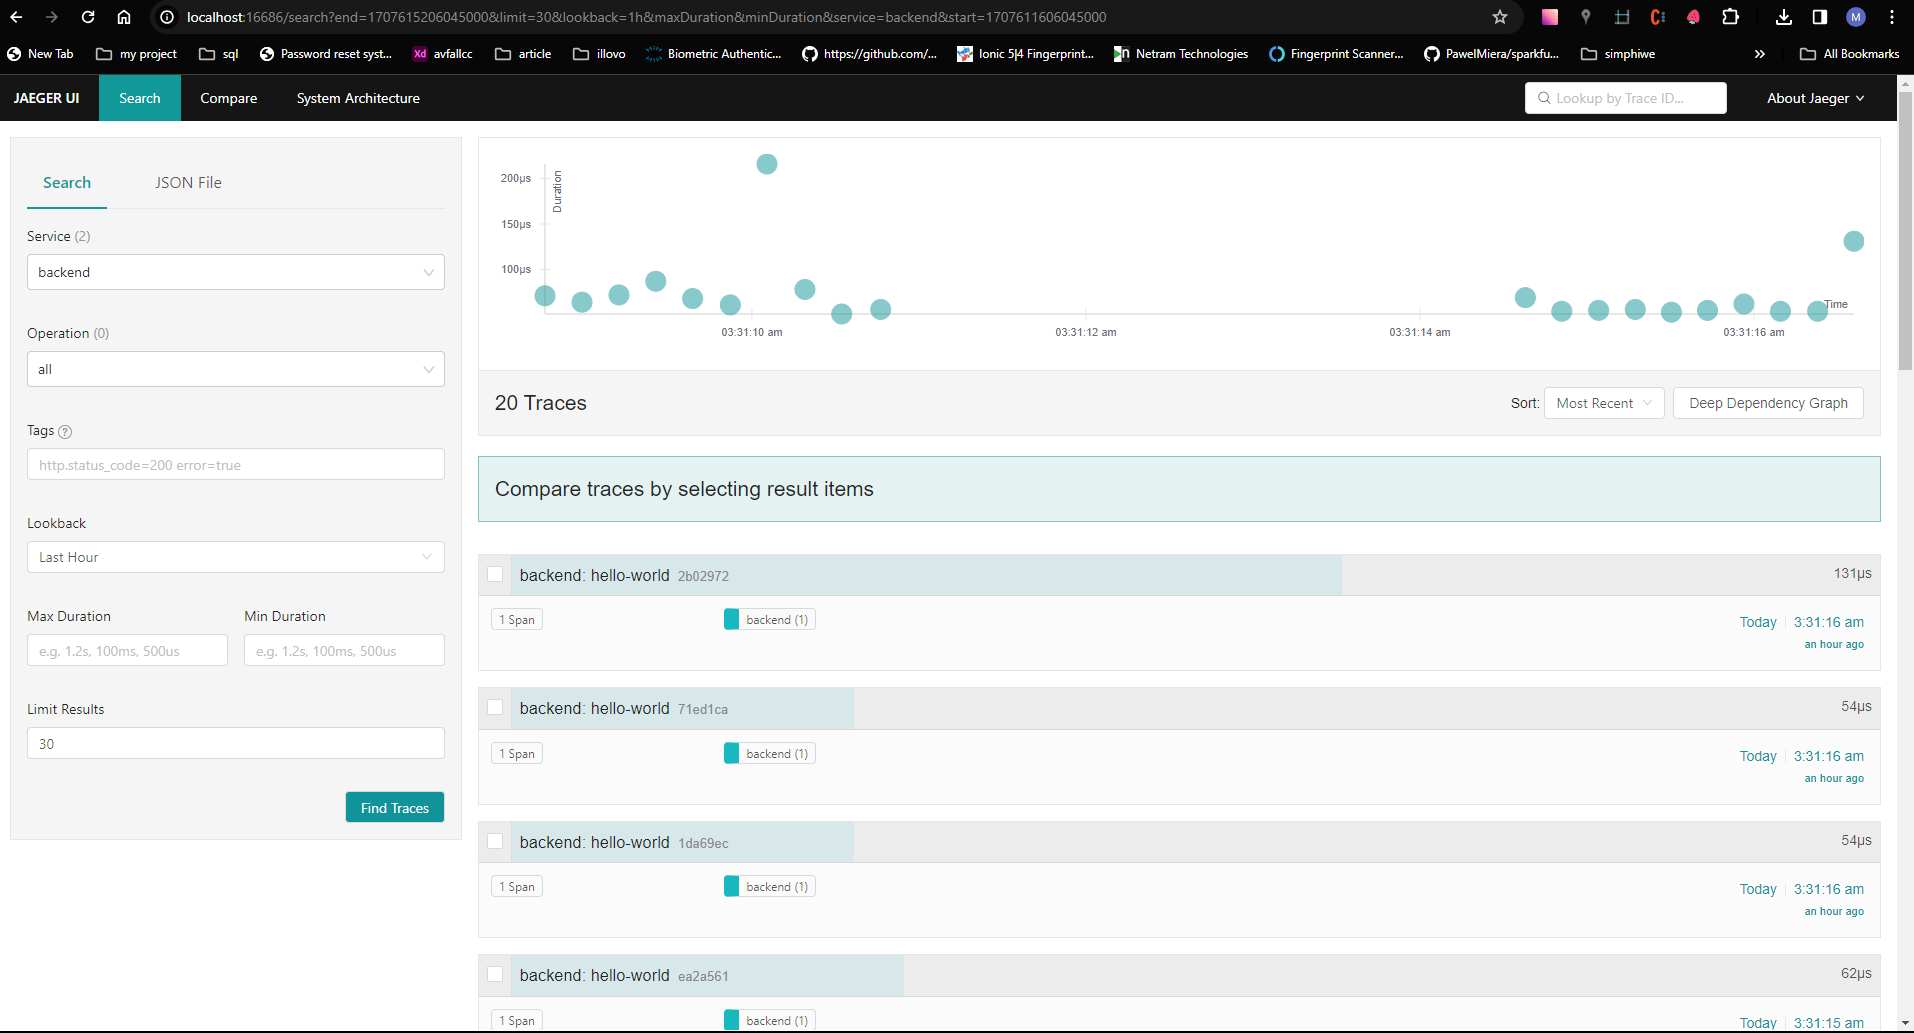 localhost:16686/search?end=1707615206045000&limit=30&lookback=1h&maxDuration&minDuration&service=backend&start=1707611606045000
M
New Tab my project sql Password reset syst... Xd avfallcc article illovo Biometric Authentic... https://github.com/... Ionic 5|4 Fingerprint... Netram Technologies Fingerprint Scanner... PawelMiera/sparkfu... simphiwe » All Bookmarks
JAEGER UI Search Compare System Architecture Lookup by Trace ID... About Jaeger
Search JSON File
Service (2)
backend
Operation (0)
all
Tags ?
http.status_code=200 error=true
Lookback
Last Hour
Max Duration Min Duration
e.g. 1.2s, 100ms, 500us e.g. 1.2s, 100ms, 500us
Limit Results
30
Find Traces
Duration
200μs
150μs
100μs
Time
03:31:10 am 03:31:12 am 03:31:14 am 03:31:16 am
20 Traces Sort: Most Recent Deep Dependency Graph
Compare traces by selecting result items
backend: hello-world 2b02972 131μs
1 Span backend (1) Today 3:31:16 am
an hour ago
backend: hello-world 71ed1ca 54μs
1 Span backend (1) Today 3:31:16 am
an hour ago
backend: hello-world 1da69ec 54μs
1 Span backend (1) Today 3:31:16 am
an hour ago
backend: hello-world ea2a561 62μs
1 Span backend (1) Today 3:31:15 am